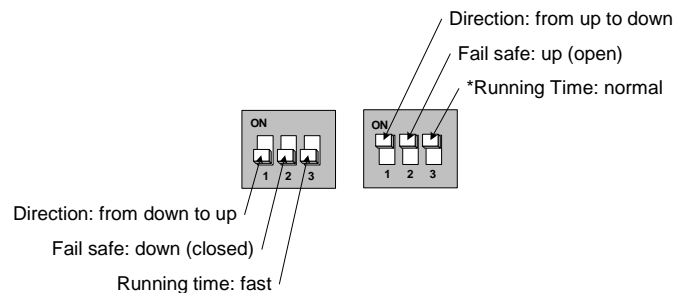 Direction: from up to down
Fail safe: up (open)
*Running Time: normal
ON
1 2 3
ON
1 2 3
Direction: from down to up
Fail safe: down (closed)
Running time: fast